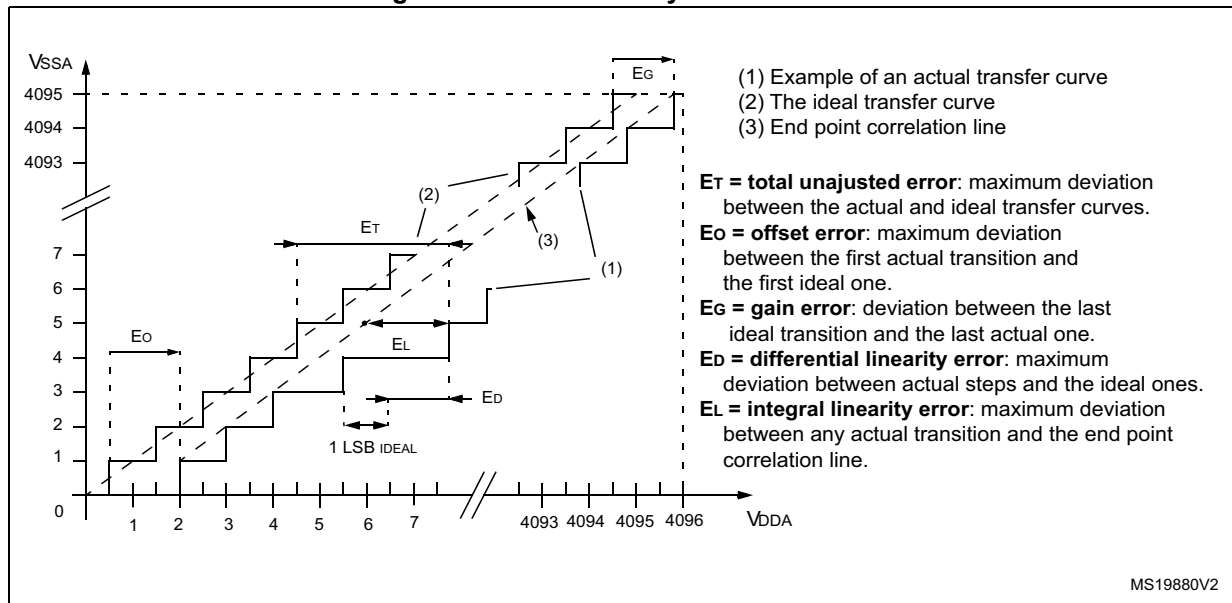 VSSA
4095
4094
4093
7
6
5
4
3
2
1
0
1 2 3 4 5 6 7 4093 4094 4095 4096
VDDA
EO
ET
EL
ED
EG
1 LSB IDEAL
(2)
(3)
(1)
(1) Example of an actual transfer curve
(2) The ideal transfer curve
(3) End point correlation line
ET = total unajusted error: maximum deviation
between the actual and ideal transfer curves.
EO = offset error: maximum deviation
between the first actual transition and
the first ideal one.
EG = gain error: deviation between the last
ideal transition and the last actual one.
ED = differential linearity error: maximum
deviation between actual steps and the ideal ones.
EL = integral linearity error: maximum deviation
between any actual transition and the end point
correlation line.
MS19880V2